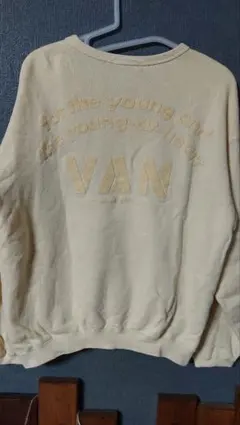 for the young and
the young-at-heart
VAN